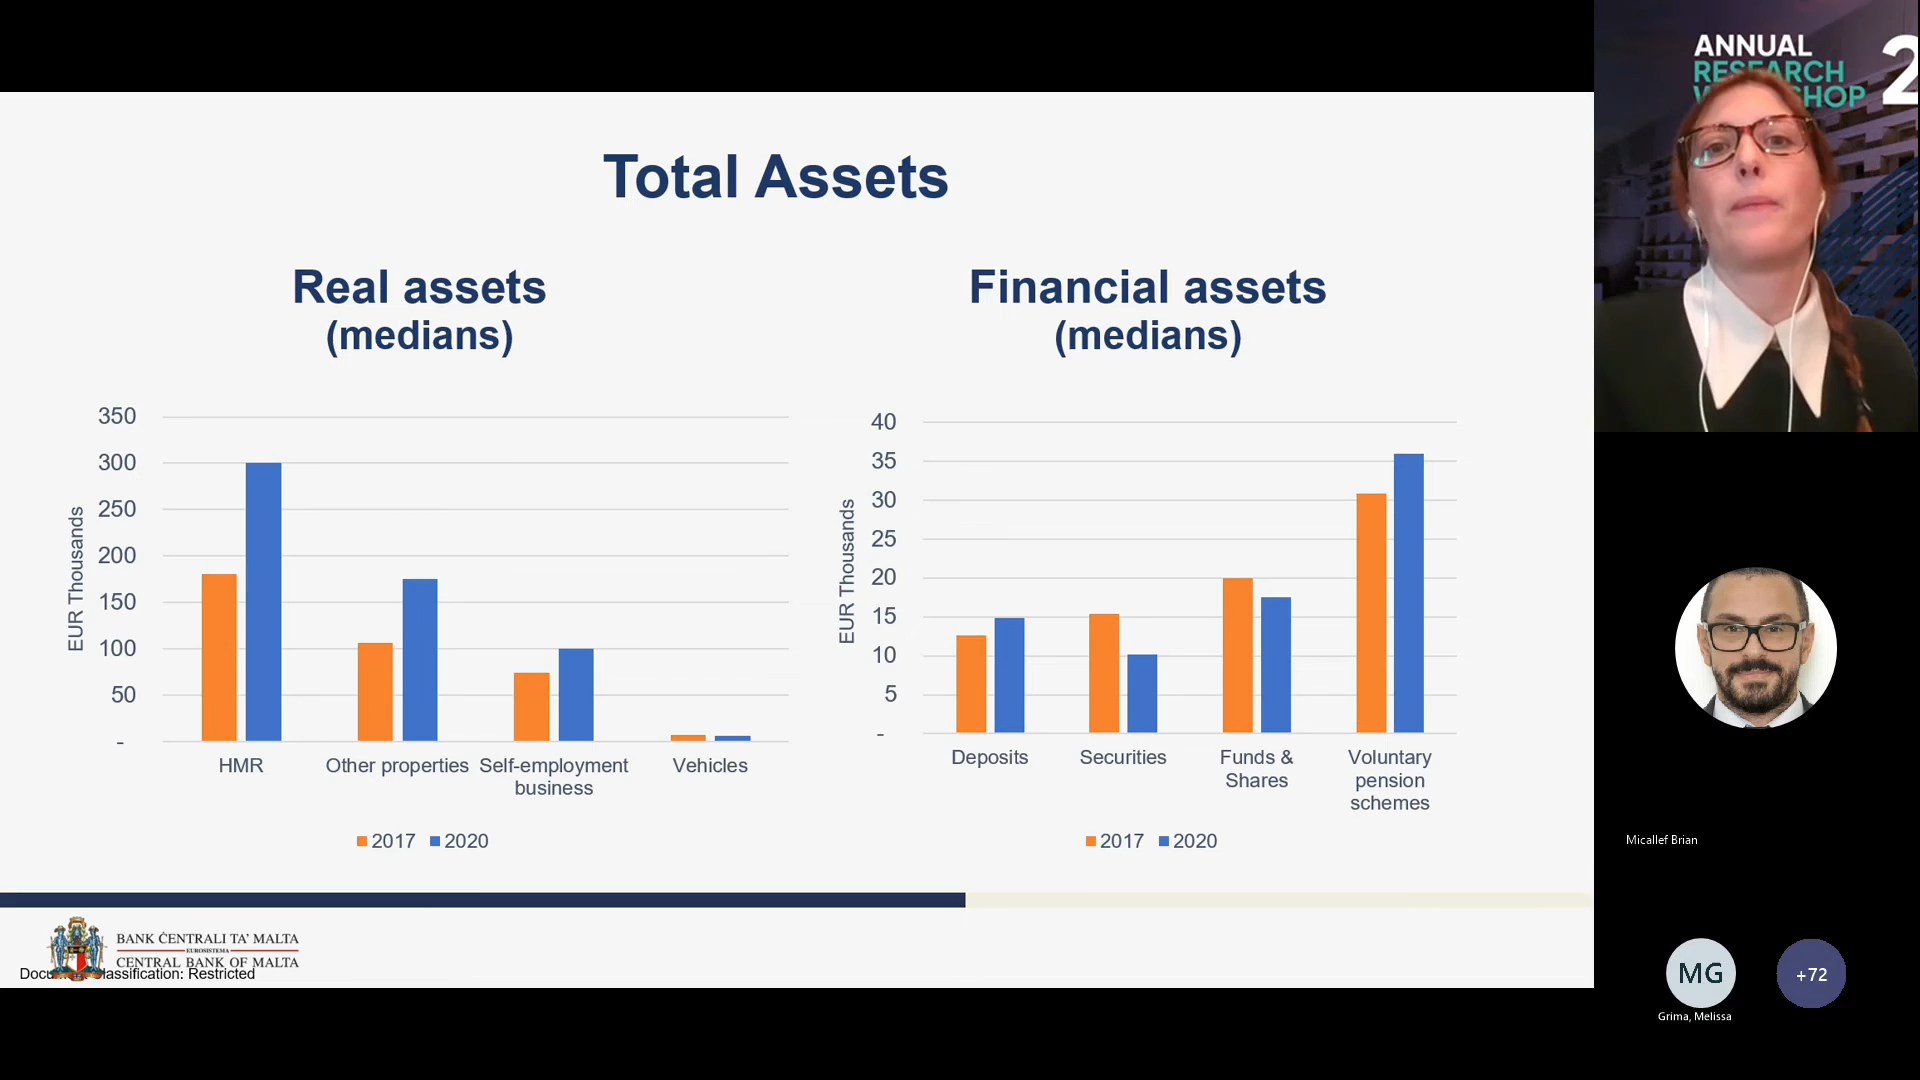 Total Assets
Real assets
(medians)
EUR Thousands
350
300
250
200
150
100
50
-
HMR
Other properties
Self-employment
business
Vehicles
2017
2020
Financial assets
(medians)
EUR Thousands
40
35
30
25
20
15
10
5
-
Deposits
Securities
Funds &
Shares
Voluntary
pension
schemes
2017
2020
BANK ĊENTRALI TA' MALTA
EUROSISTEMA
CENTRAL BANK OF MALTA
Restricted
ANNUAL
2
Micallef Brian
MG
Grima, Melissa
+72